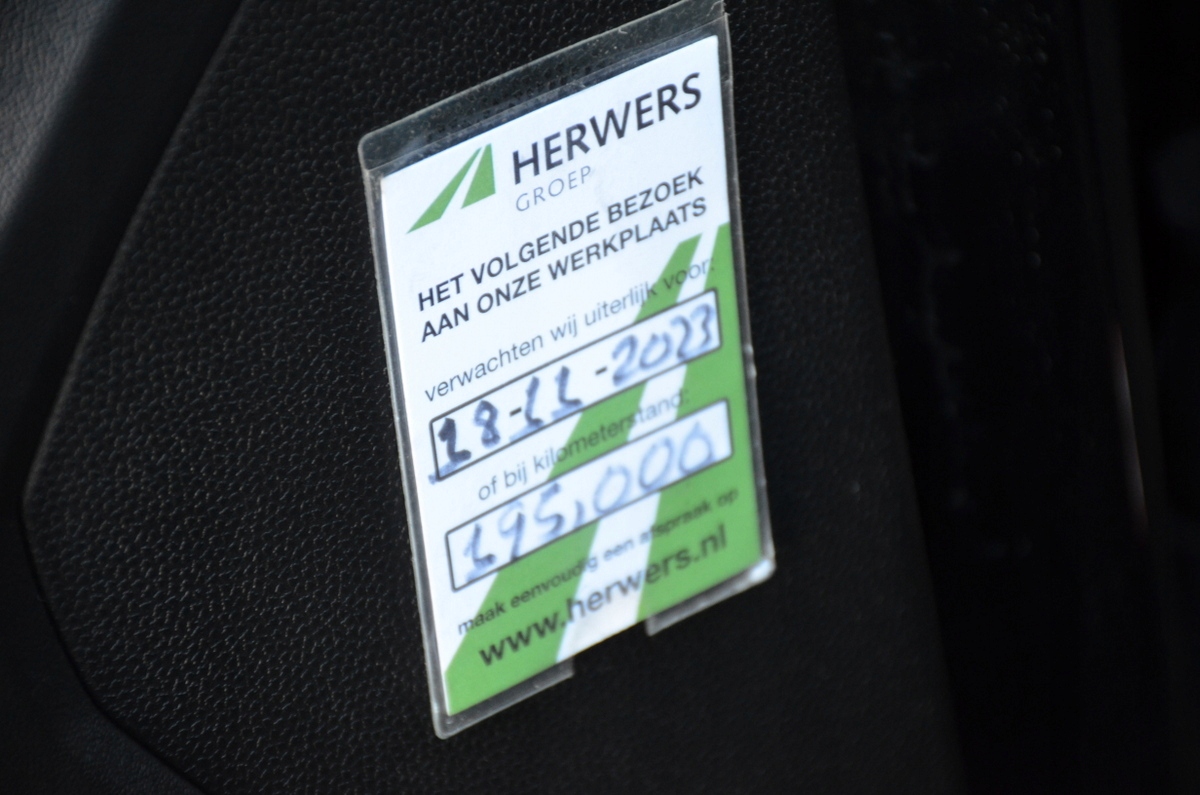 HERWERS
GROEP
HET VOLGENDE BEZOEK
AAN ONZE WERKPLAATS
verwachten wij uiterlijk voor:
18-11-2023
of bij kilometerstand:
195.000
maak eenvoudig een afspraak op
www.herwers.nl